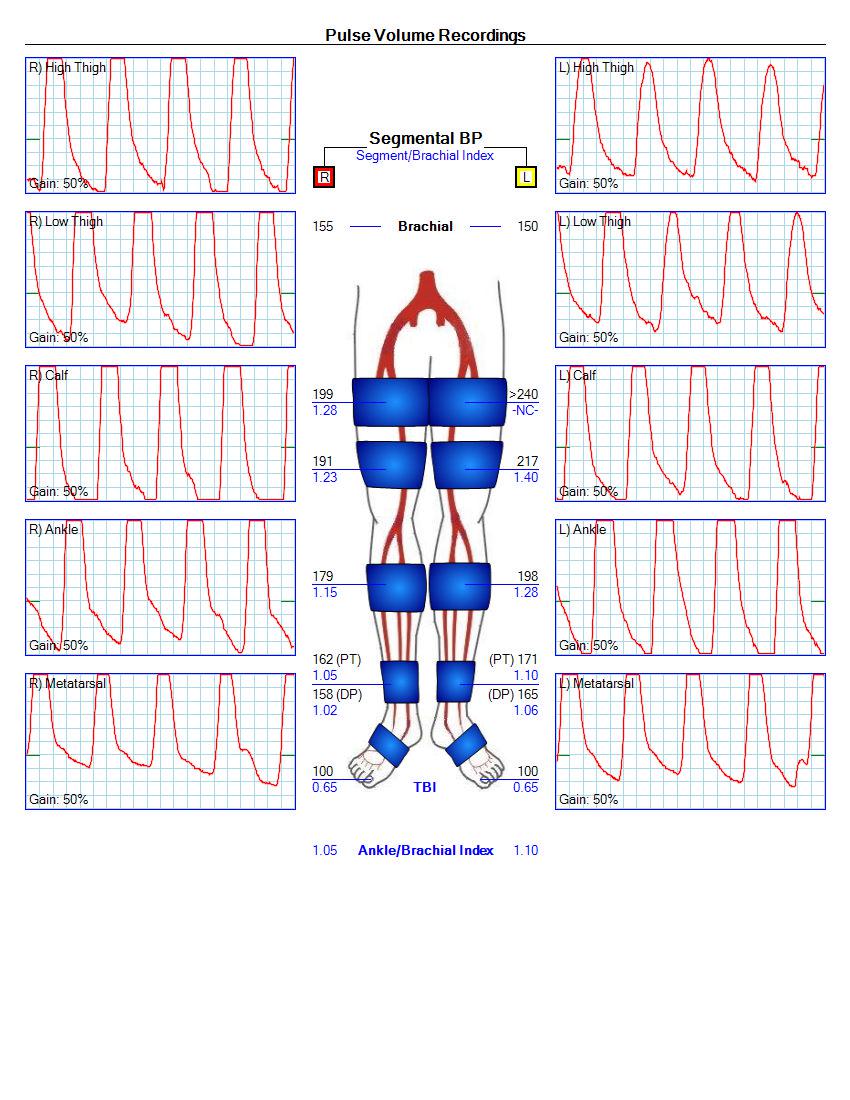 Pulse Volume Recordings
R) High Thigh
Gain: 50%
L) High Thigh
Gain: 50%
Segmental BP
Segment/Brachial Index
R
L
155 Brachial 150
R) Low Thigh
Gain: 50%
L) Low Thigh
Gain: 50%
R) Calf
Gain: 50%
L) Calf
Gain: 50%
199
1.28
>240
-NC-
191
1.23
217
1.40
R) Ankle
Gain: 50%
L) Ankle
Gain: 50%
179
1.15
198
1.28
162 (PT)
1.05
158 (DP)
1.02
(PT) 171
1.10
(DP) 165
1.06
R) Metatarsal
Gain: 50%
L) Metatarsal
Gain: 50%
100
0.65
TBI
100
0.65
1.05 Ankle/Brachial Index 1.10